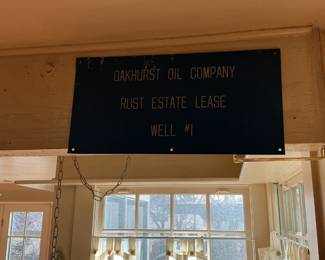 OAKHURST OIL COMPANY
RUST ESTATE LEASE
WELL #1